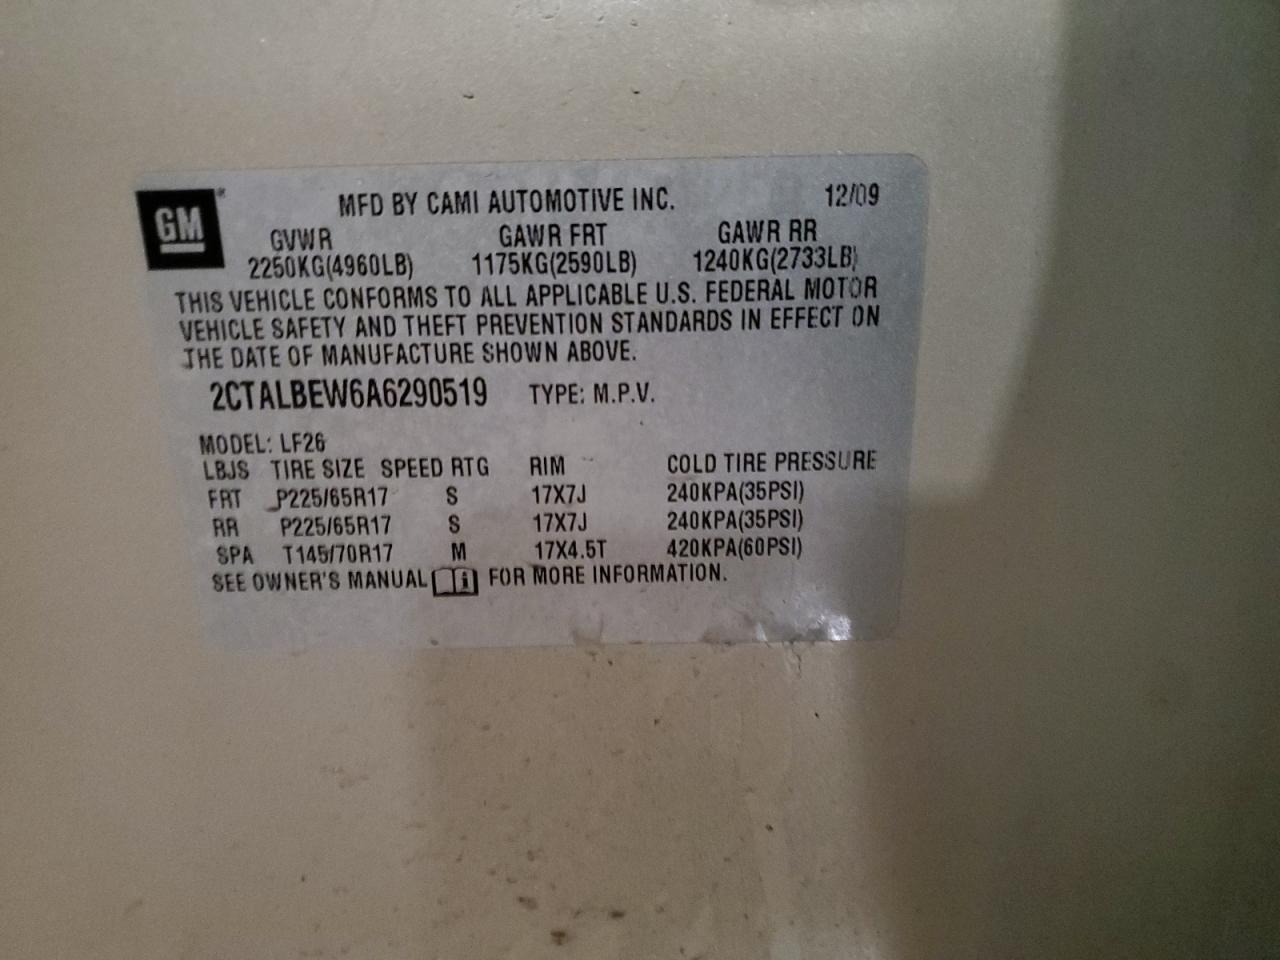 GM
MFD BY CAMI AUTOMOTIVE INC. 12/09
GVWR GAWR FRT GAWR RR
2250KG(4960LB) 1175KG(2590LB) 1240KG(2733LB)
THIS VEHICLE CONFORMS TO ALL APPLICABLE U.S. FEDERAL MOTOR
VEHICLE SAFETY AND THEFT PREVENTION STANDARDS IN EFFECT ON
THE DATE OF MANUFACTURE SHOWN ABOVE.
2CTALBEW6A6290519 TYPE: M.P.V.
MODEL: LF26
LBJS TIRE SIZE SPEED RTG RIM COLD TIRE PRESSURE
FRT P225/65R17 S 17X7J 240KPA(35PSI)
RR P225/65R17 S 17X7J 240KPA(35PSI)
SPA T145/70R17 M 17X4.5T 420KPA(60PSI)
SEE OWNER'S MANUAL FOR MORE INFORMATION.